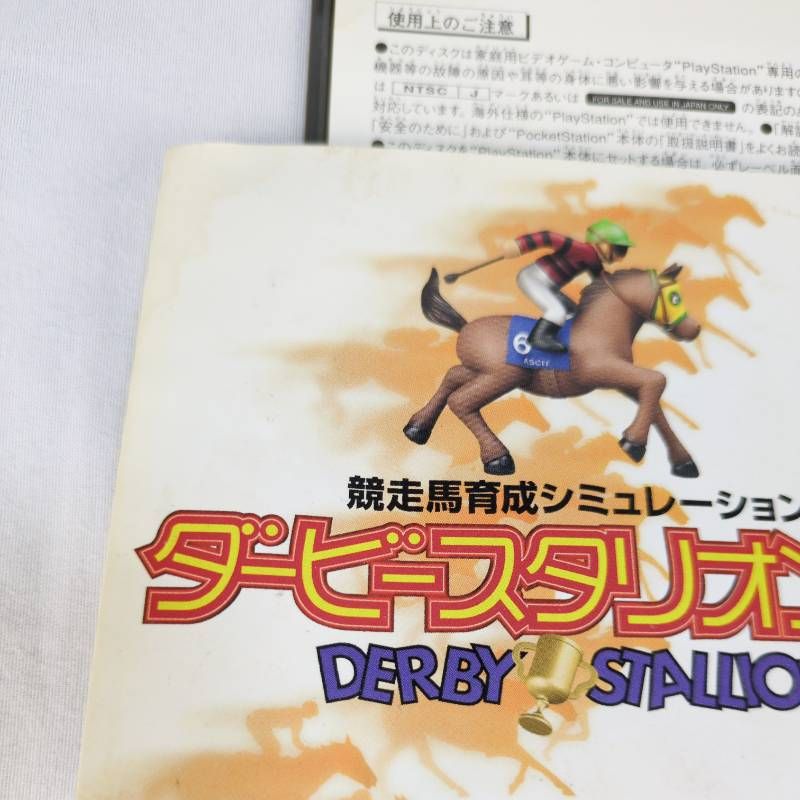 使用上のご注意
●このディスクは家庭用ビデオゲーム・コンピュータ"PlayStation"専用の
機器等の故障の原因や耳等の身体に悪い影響を与える場合がありますの
は NTSC J マークあるいは FOR SALE AND USE IN JAPAN ONLY の表記のあ
対応しています。海外仕様の"PlayStation"では使用できません。●「解説
「安全のために」および"PocketStation"本体の「取扱説明書」をよくお読
●このディスクを"PlayStation"本体にセットする場合は、必ずレーベル面
6
ASCII
競走馬育成シミュレーション
ダービースタリオン
DERBY STALLIO